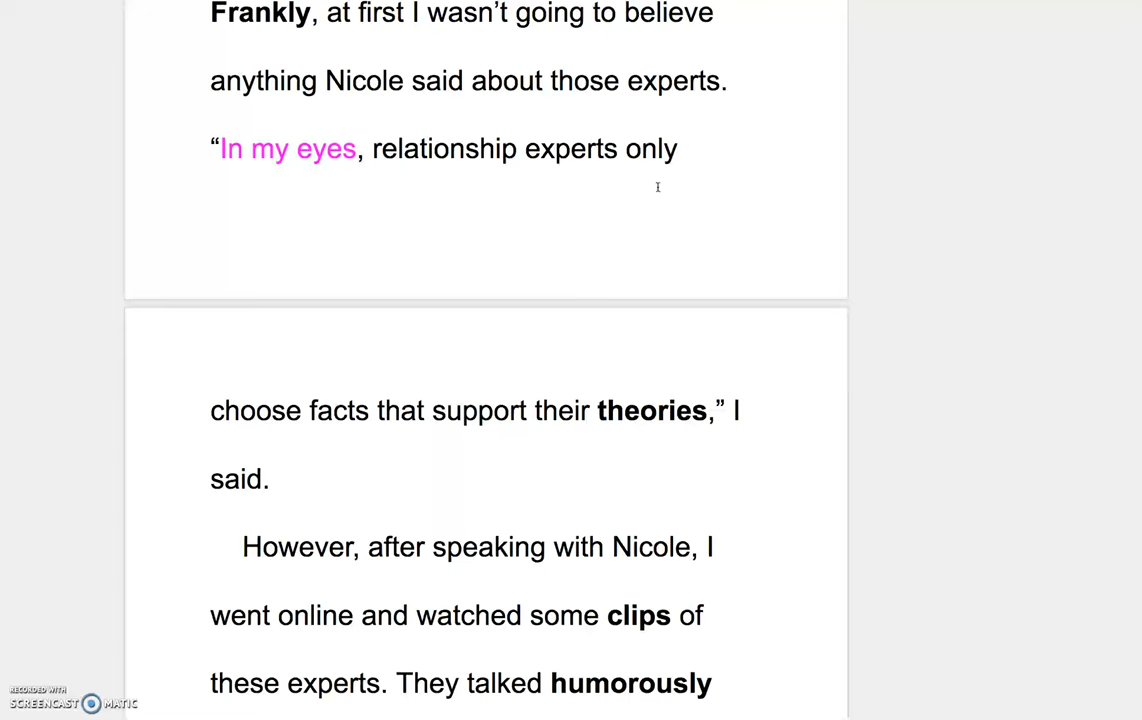 Frankly, at first I wasn’t going to believe
anything Nicole said about those experts.
“In my eyes, relationship experts only
choose facts that support their theories,” I
said.
However, after speaking with Nicole, I
went online and watched some clips of
these experts. They talked humorously
RECORDED WITH
SCREENCAST MATIC